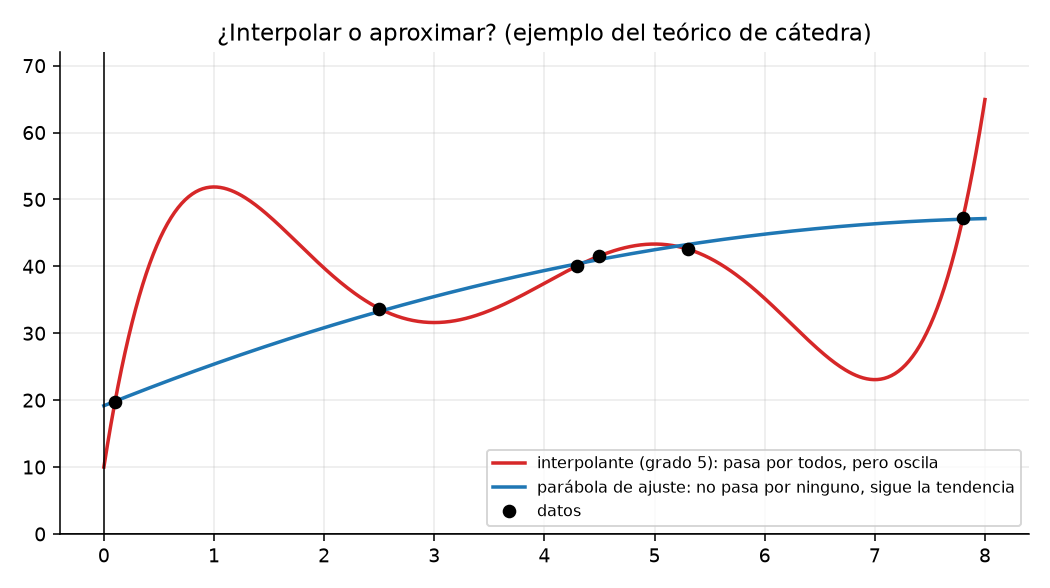 ¿Interpolar o aproximar? (ejemplo del teórico de cátedra)
70
60
50
40
30
20
10
0
0 1 2 3 4 5 6 7 8
interpolante (grado 5): pasa por todos, pero oscila
parábola de ajuste: no pasa por ninguno, sigue la tendencia
datos